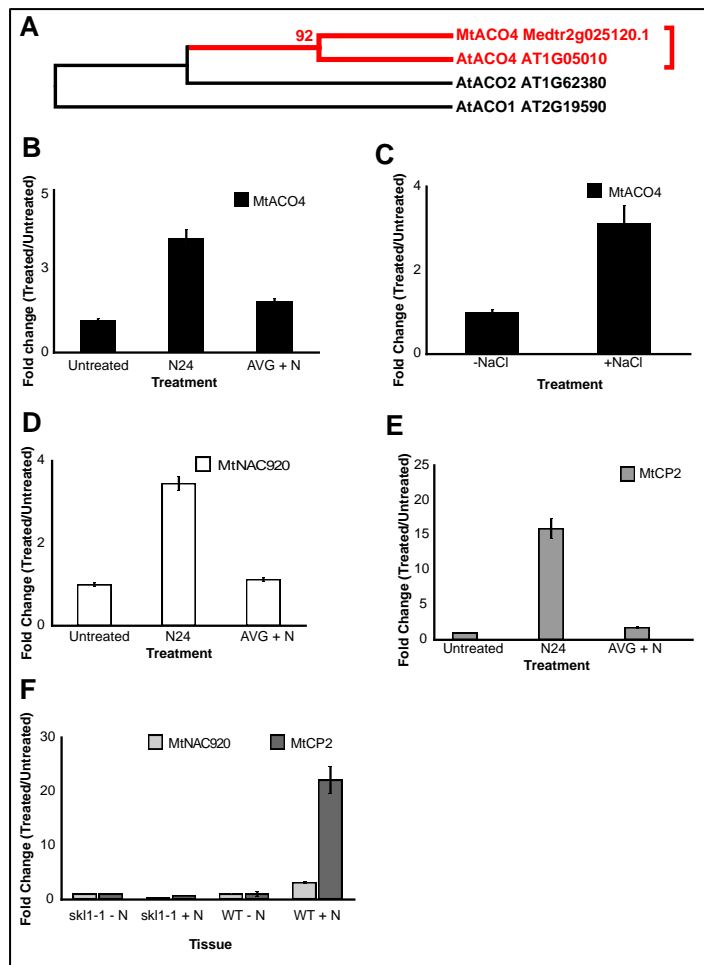 A
92
MtACO4 Medtr2g025120.1
AtACO4 AT1G05010
AtACO2 AT1G62380
AtACO1 AT2G19590
B
Fold change (Treated/Untreated)
5
3
0
MtACO4
Untreated N24 AVG + N
Treatment
C
Fold Change (Treated/Untreated)
4
2
0
MtACO4
-NaCl +NaCl
Treatment
D
Fold Change (Treated/Untreated)
4
2
0
MtNAC920
Untreated N24 AVG + N
Treatment
E
Fold Change (Treated/Untreated)
25
20
15
10
5
0
MtCP2
Untreated N24 AVG + N
Treatment
F
Fold Change (Treated/Untreated)
30
20
10
0
MtNAC920 MtCP2
skl1-1 - N skl1-1 + N WT - N WT + N
Tissue